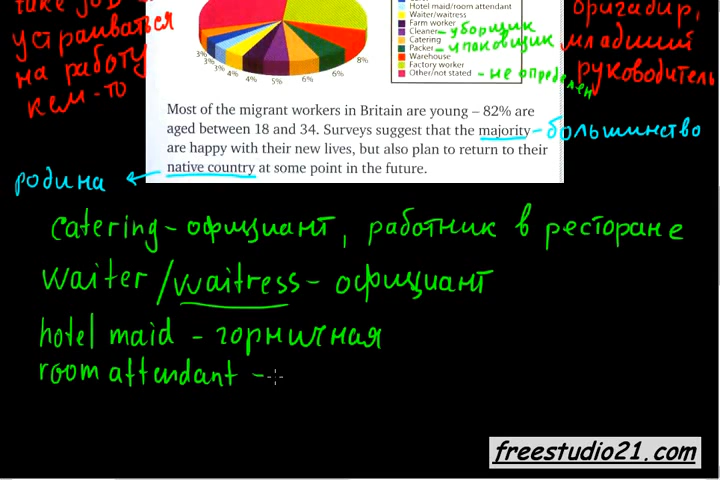 take job as
устраиваться
на работу
кем-то
Hotel maid/room attendant
Waiter/waitress
Farm worker
Cleaner - уборщик
Catering
Packer - упаковщик
Warehouse
Factory worker
Other/not stated - не определен
3%
3%
3%
4%
4%
5%
6%
6%
8%
бригадир,
младший
руководитель
Most of the migrant workers in Britain are young – 82% are
aged between 18 and 34. Surveys suggest that the majority - большинство
are happy with their new lives, but also plan to return to their
native country at some point in the future.
родина
catering - официант, работник в ресторане
waiter/waitress - официант
hotel maid - горничная
room attendant -
freestudio21.com